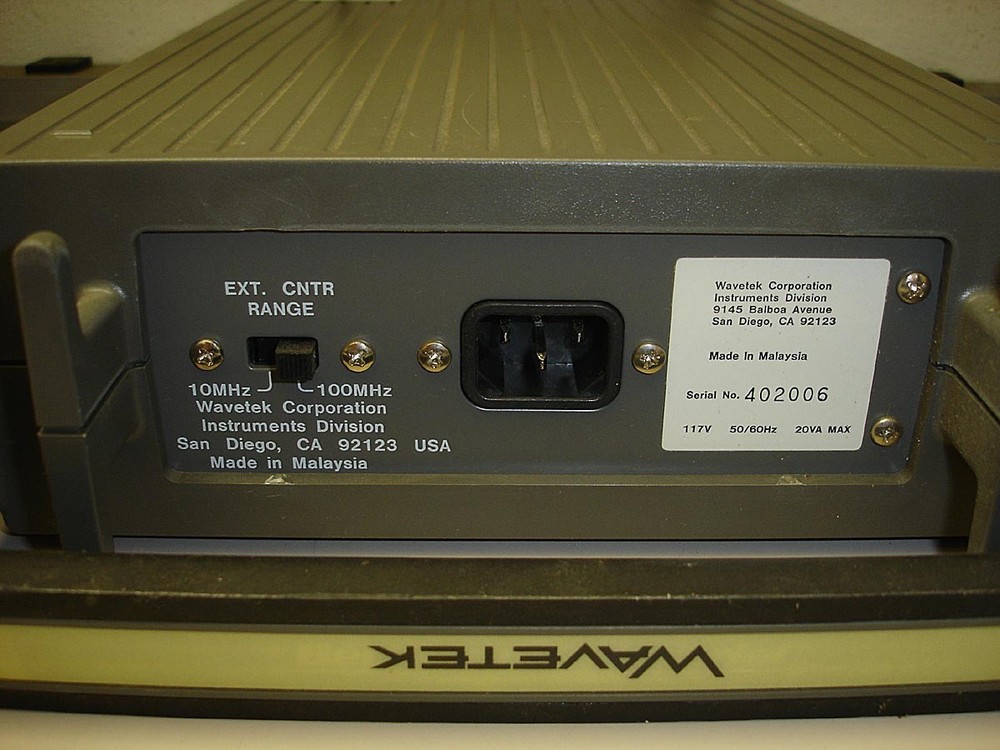 EXT. CNTR
RANGE
10MHz 100MHz
Wavetek Corporation
Instruments Division
San Diego, CA 92123 USA
Made in Malaysia
Wavetek Corporation
Instruments Division
9145 Balboa Avenue
San Diego, CA 92123
Made In Malaysia
Serial No. 402006
117V 50/60Hz 20VA MAX
WAVETEK